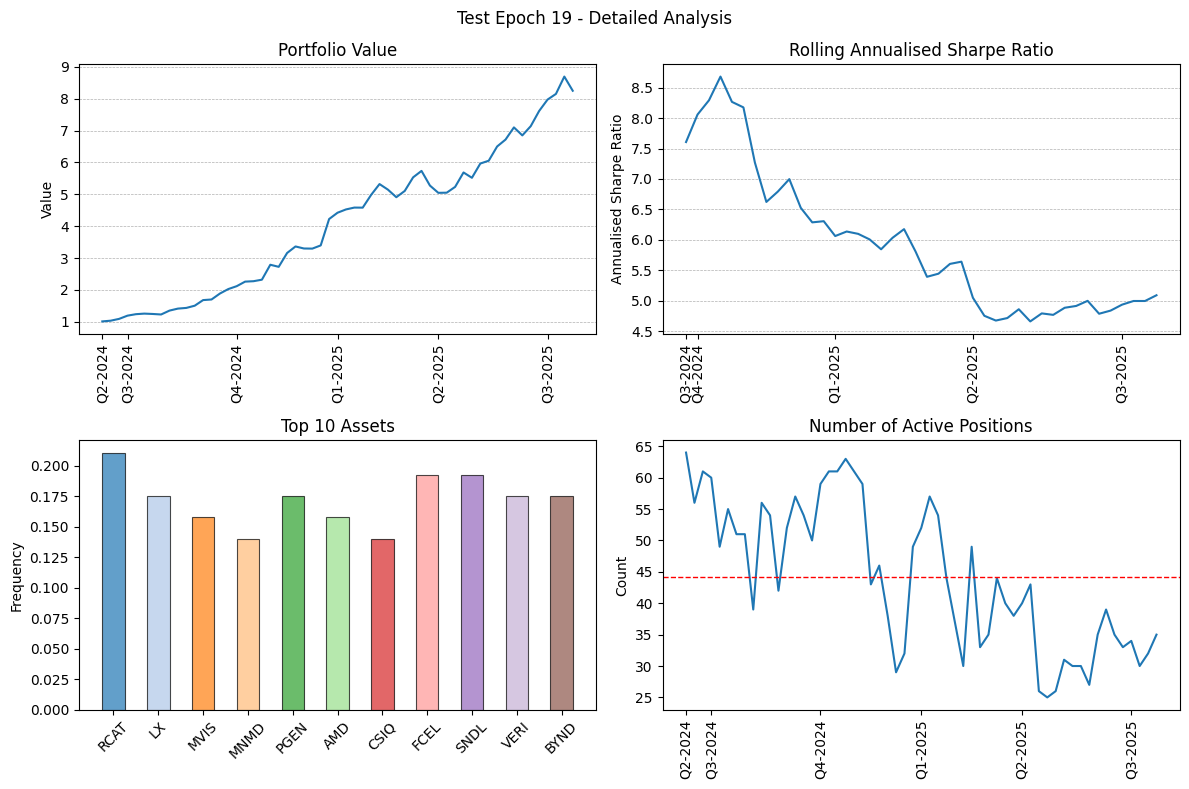 Test Epoch 19 - Detailed Analysis
Portfolio Value
Value
9
8
7
6
5
4
3
2
1
Q2-2024
Q3-2024
Q4-2024
Q1-2025
Q2-2025
Q3-2025
Rolling Annualised Sharpe Ratio
Annualised Sharpe Ratio
8.5
8.0
7.5
7.0
6.5
6.0
5.5
5.0
4.5
Q3-2024
Q4-2024
Q1-2025
Q2-2025
Q3-2025
Top 10 Assets
Frequency
0.200
0.175
0.150
0.125
0.100
0.075
0.050
0.025
0.000
RCAT
LX
MVIS
MNMD
PGEN
AMD
CSIQ
FCEL
SNDL
VERI
BYND
Number of Active Positions
Count
65
60
55
50
45
40
35
30
25
Q2-2024
Q3-2024
Q4-2024
Q1-2025
Q2-2025
Q3-2025